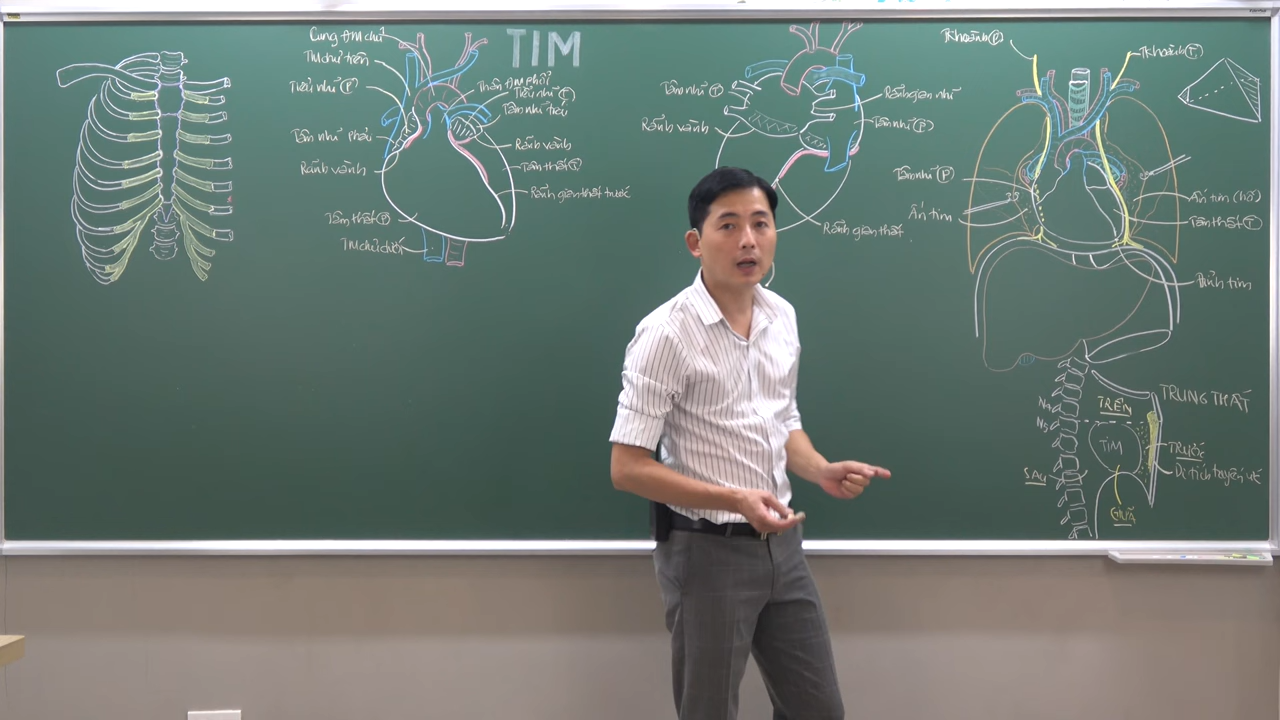 TIM
Cung ĐM chủ
TM chủ trên
Tiểu nhĩ (P)
Tâm nhĩ phải
Rãnh vành
Tâm thất (P)
TM chủ dưới
Thân ĐM phổi
Tiểu nhĩ (T)
Tâm nhĩ trái
Rãnh vành
Tâm thất (T)
Rãnh gian thất trước
Tâm nhĩ (T)
Rãnh vành
Rãnh gian nhĩ
Tâm nhĩ (P)
Rãnh gian thất
TK hoành (P)
TK hoành (T)
Tâm nhĩ (P)
Ấn tim
Ấn tim (hố)
Tâm thất (T)
Đỉnh tim
TRUNG THẤT
TRÊN
N4
N5
TIM
TRƯỚC
Di tích tuyến ức
SAU
GIỮA